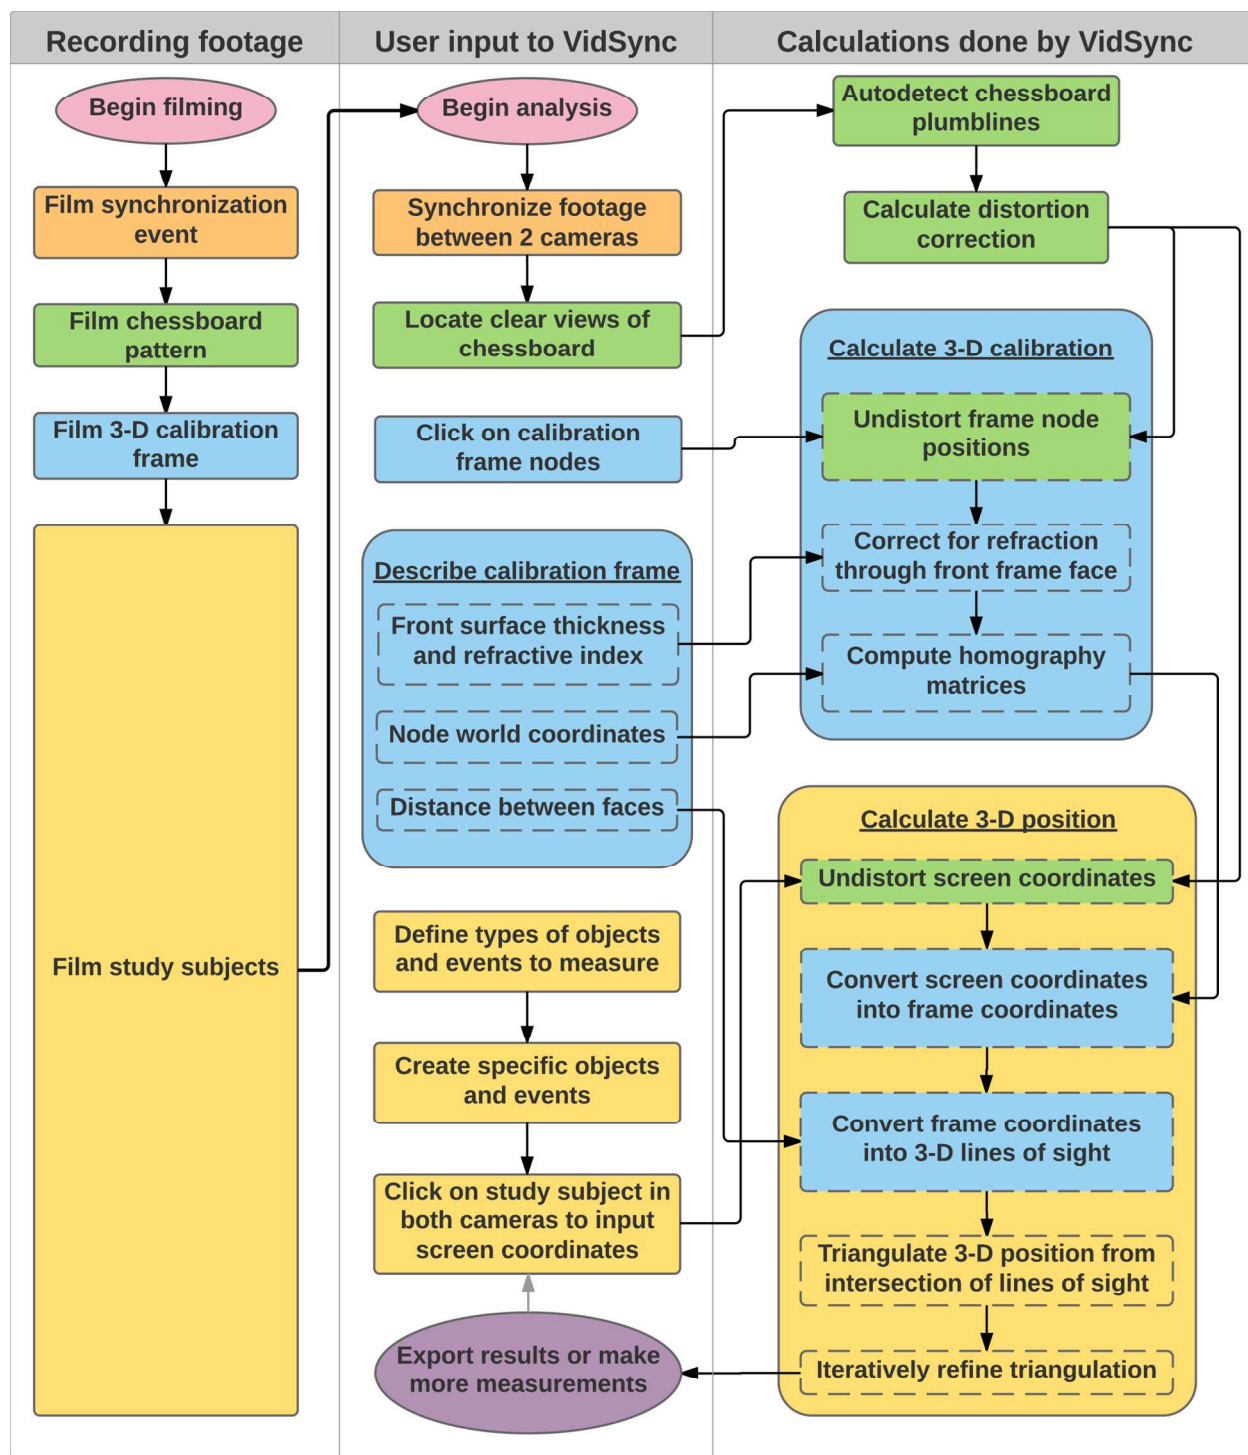 Recording footage
Begin filming
Film synchronization
event
Film chessboard
pattern
Film 3-D calibration
frame
Film study subjects
User input to VidSync
Begin analysis
Synchronize footage
between 2 cameras
Locate clear views of
chessboard
Click on calibration
frame nodes
Describe calibration frame
Front surface thickness
and refractive index
Node world coordinates
Distance between faces
Define types of objects
and events to measure
Create specific objects
and events
Click on study subject in
both cameras to input
screen coordinates
Export results or make
more measurements
Calculations done by VidSync
Autodetect chessboard
plumblines
Calculate distortion
correction
Calculate 3-D calibration
Undistort frame node
positions
Correct for refraction
through front frame face
Compute homography
matrices
Calculate 3-D position
Undistort screen coordinates
Convert screen coordinates
into frame coordinates
Convert frame coordinates
into 3-D lines of sight
Triangulate 3-D position from
intersection of lines of sight
Iteratively refine triangulation